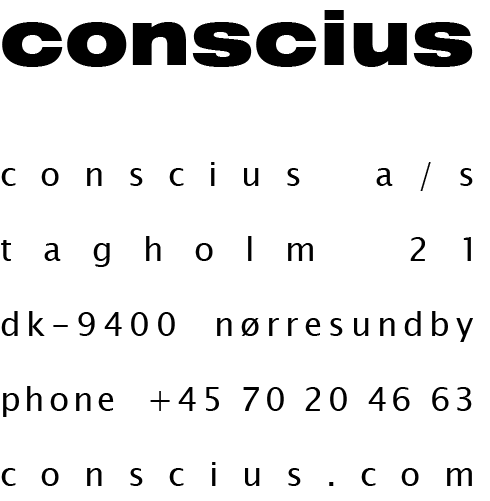 conscius
conscius a/s
tagholm 21
dk-9400 nørresundby
phone +45 70 20 46 63
conscius.com